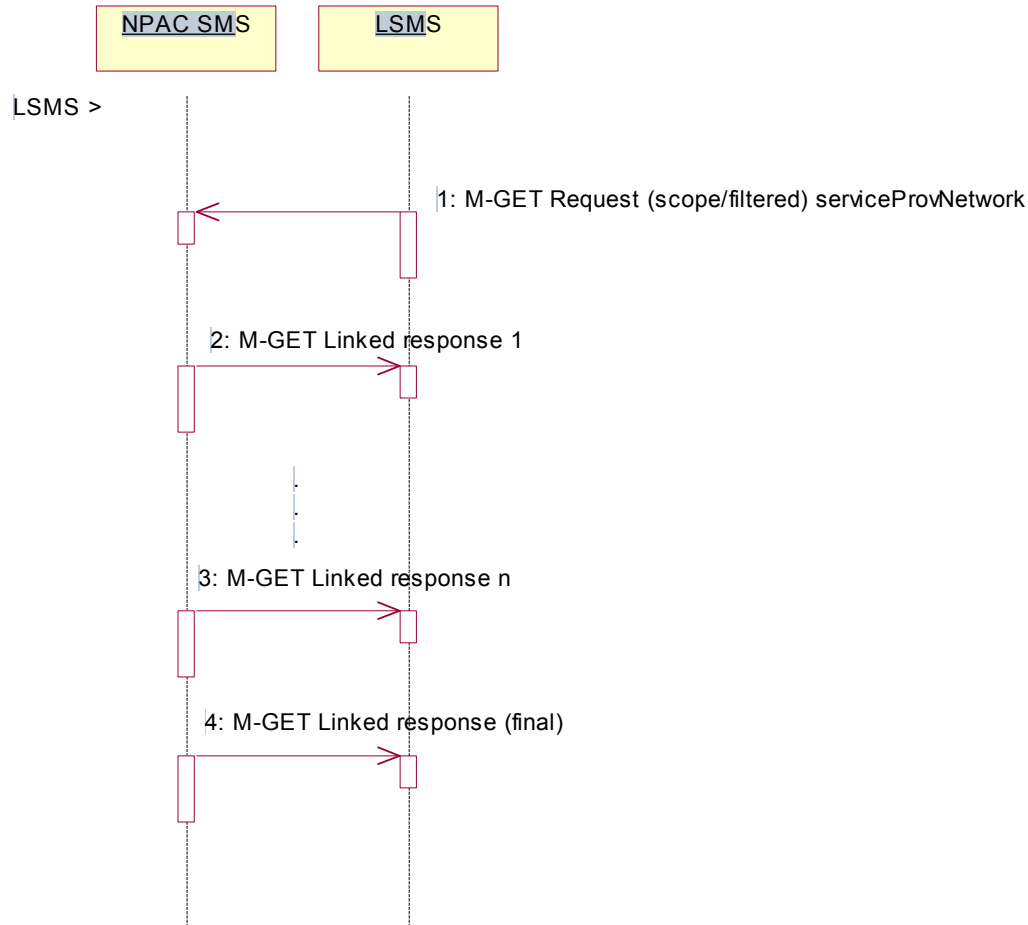 NPAC SMS
LSMS
LSMS >
1: M-GET Request (scope/filtered) serviceProvNetwork
2: M-GET Linked response 1
.
.
.
3: M-GET Linked response n
4: M-GET Linked response (final)